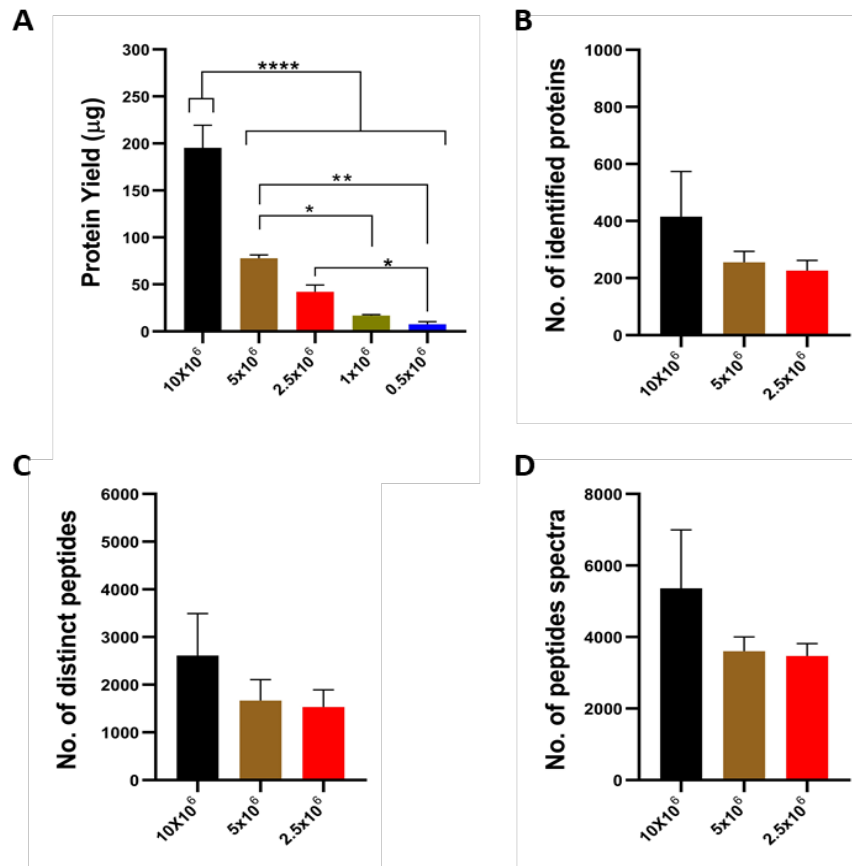 A
Protein Yield (µg)
300
250
200
150
100
50
0
****
**
*
*
10X10⁶
5x10⁶
2.5x10⁶
1x10⁶
0.5x10⁶
B
No. of identified proteins
1000
800
600
400
200
0
10X10⁶
5x10⁶
2.5x10⁶
C
No. of distinct peptides
6000
5000
4000
3000
2000
1000
0
10X10⁶
5x10⁶
2.5x10⁶
D
No. of peptides spectra
8000
6000
4000
2000
0
10X10⁶
5x10⁶
2.5x10⁶